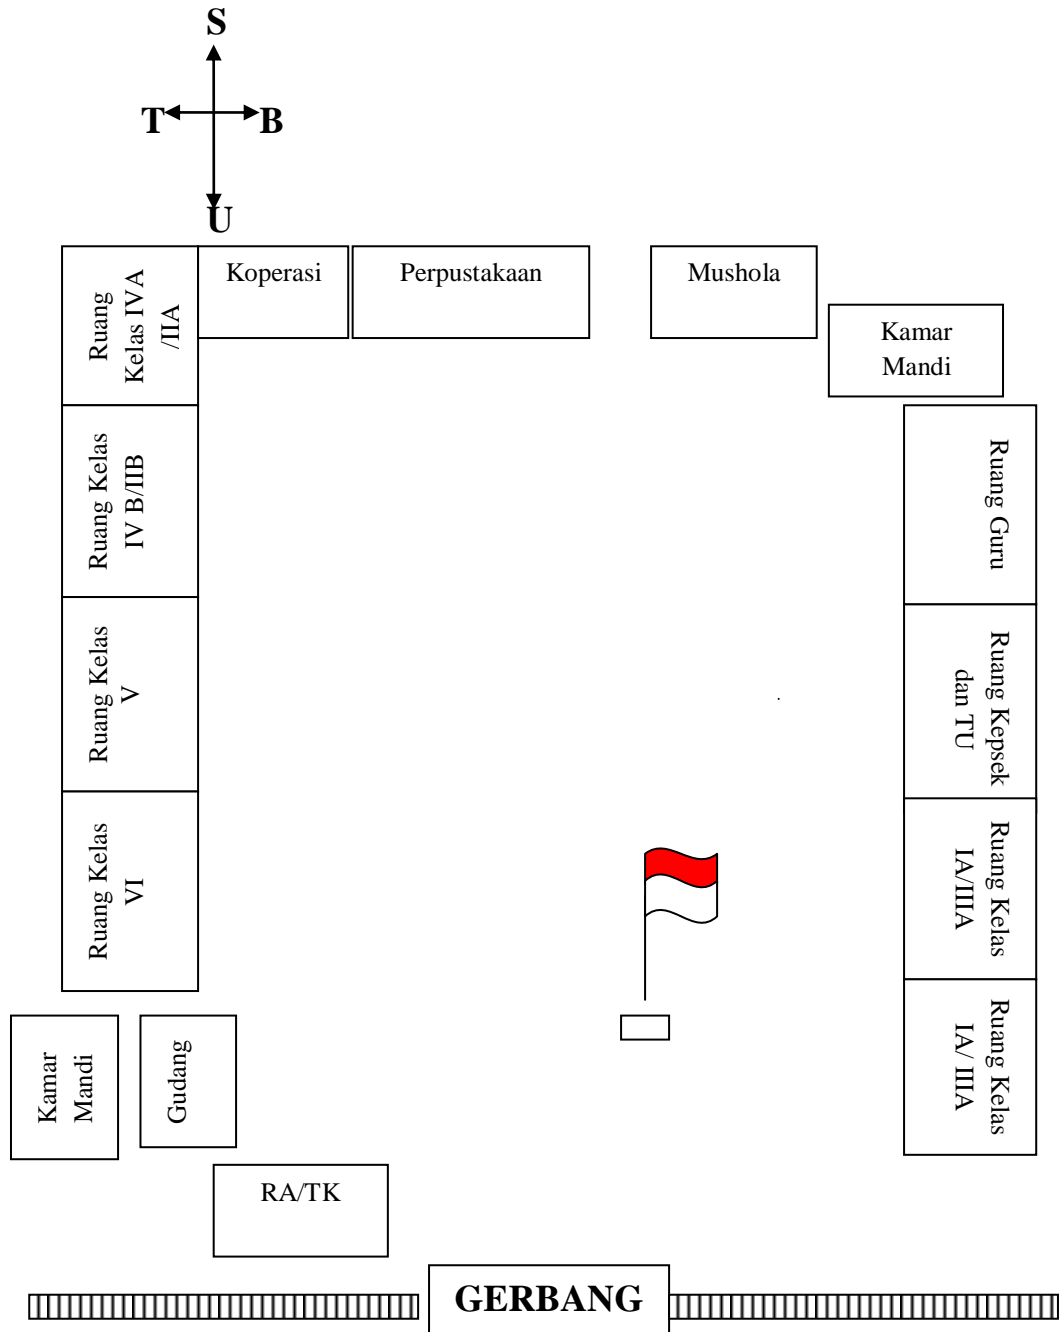 S
T B
U
Ruang
Kelas IVA
/IIA
Koperasi
Perpustakaan
Mushola
Kamar
Mandi
Ruang Kelas
IV B/IIB
Ruang Guru
Ruang Kelas
V
Ruang Kepsek
dan TU
Ruang Kelas
VI
Ruang Kelas
IA/IIIA
Kamar
Mandi
Gudang
Ruang Kelas
IA/ IIIA
RA/TK
GERBANG